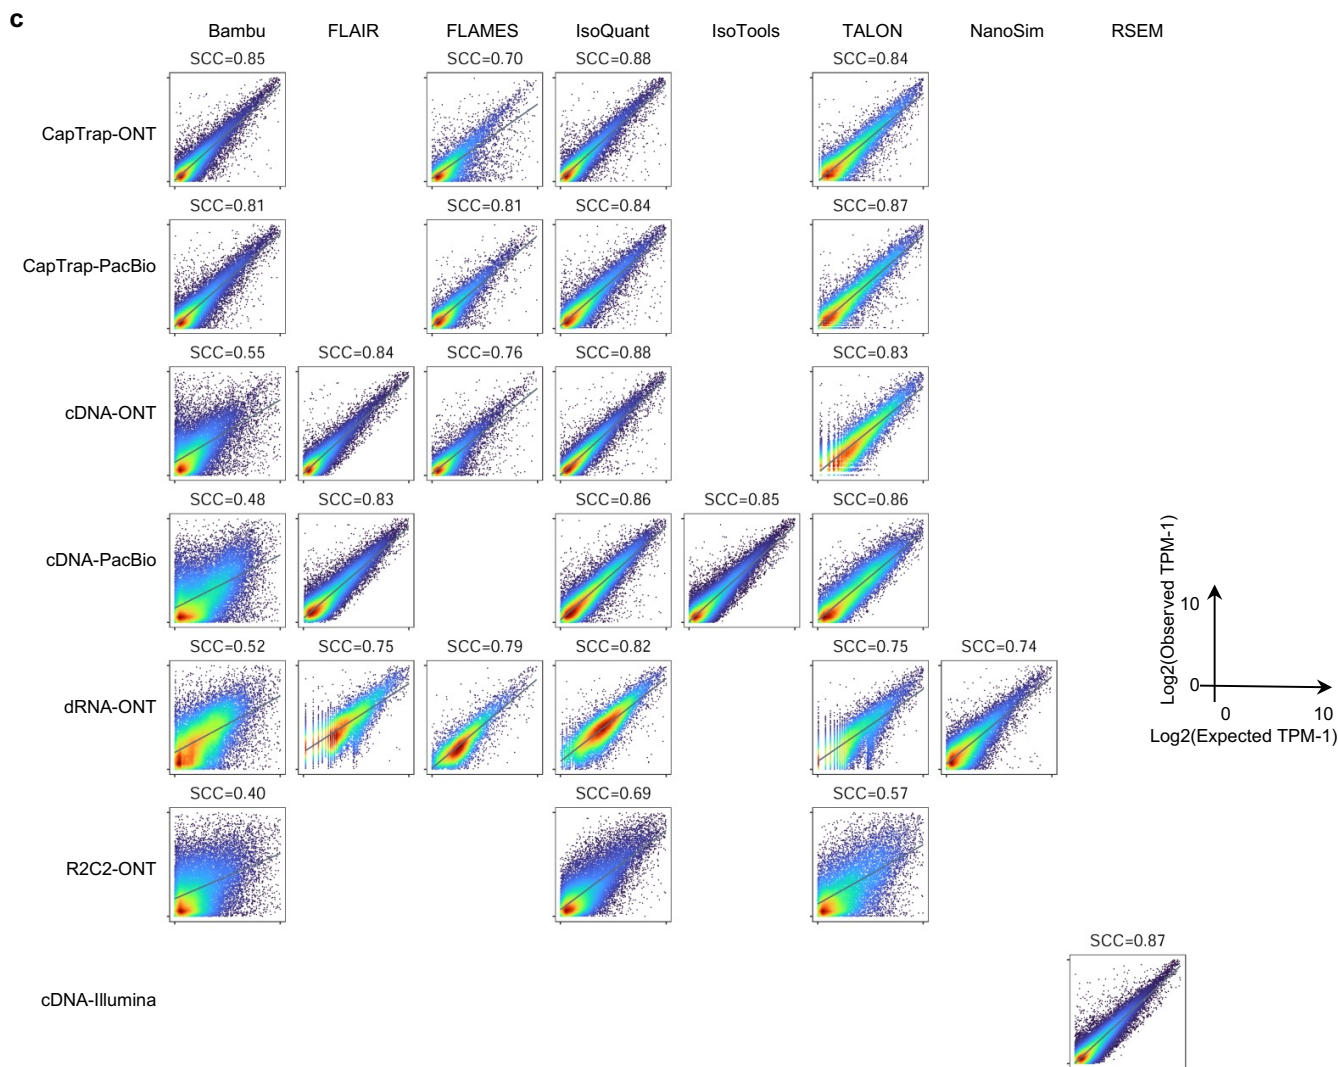 c
Bambu FLAIR FLAMES IsoQuant IsoTools TALON NanoSim RSEM
SCC=0.85 SCC=0.70 SCC=0.88 SCC=0.84
CapTrap-ONT
SCC=0.81 SCC=0.81 SCC=0.84 SCC=0.87
CapTrap-PacBio
SCC=0.55 SCC=0.84 SCC=0.76 SCC=0.88 SCC=0.83
cDNA-ONT
SCC=0.48 SCC=0.83 SCC=0.86 SCC=0.85 SCC=0.86
cDNA-PacBio
SCC=0.52 SCC=0.75 SCC=0.79 SCC=0.82 SCC=0.75 SCC=0.74
dRNA-ONT
SCC=0.40 SCC=0.69 SCC=0.57
R2C2-ONT
SCC=0.87
cDNA-Illumina
Log2(Observed TPM-1)
10
0
0 10
Log2(Expected TPM-1)